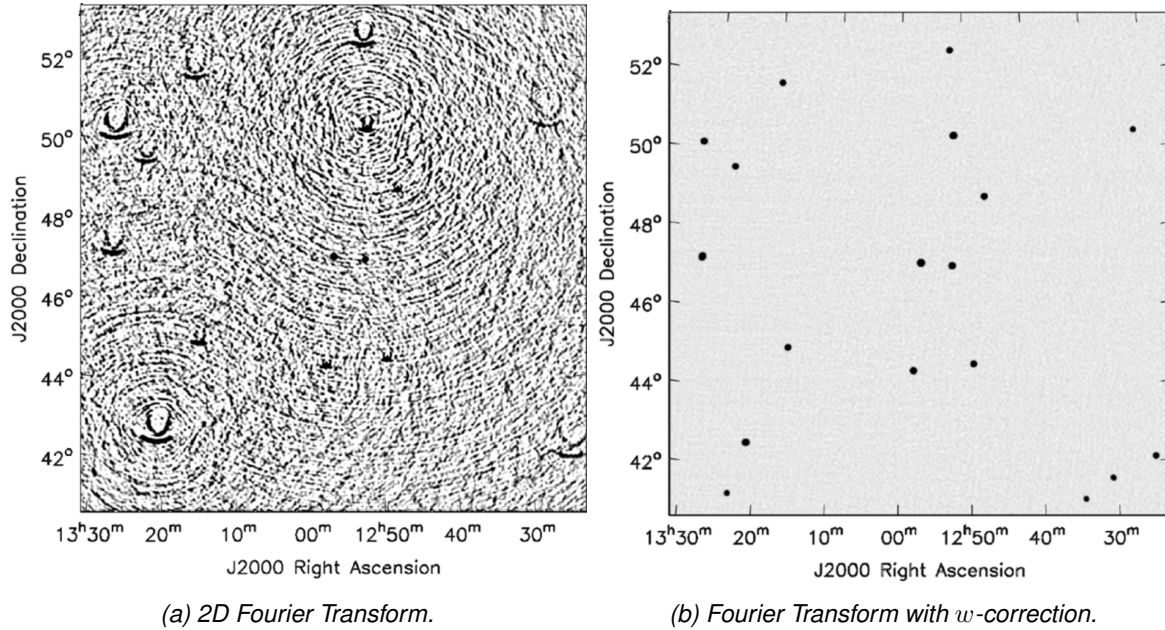 52°
50°
48°
46°
44°
42°
J2000 Declination
13ʰ30ᵐ 20ᵐ 10ᵐ 00ᵐ 12ʰ50ᵐ 40ᵐ 30ᵐ
J2000 Right Ascension
(a) 2D Fourier Transform.
52°
50°
48°
46°
44°
42°
J2000 Declination
13ʰ30ᵐ 20ᵐ 10ᵐ 00ᵐ 12ʰ50ᵐ 40ᵐ 30ᵐ
J2000 Right Ascension
(b) Fourier Transform with w-correction.